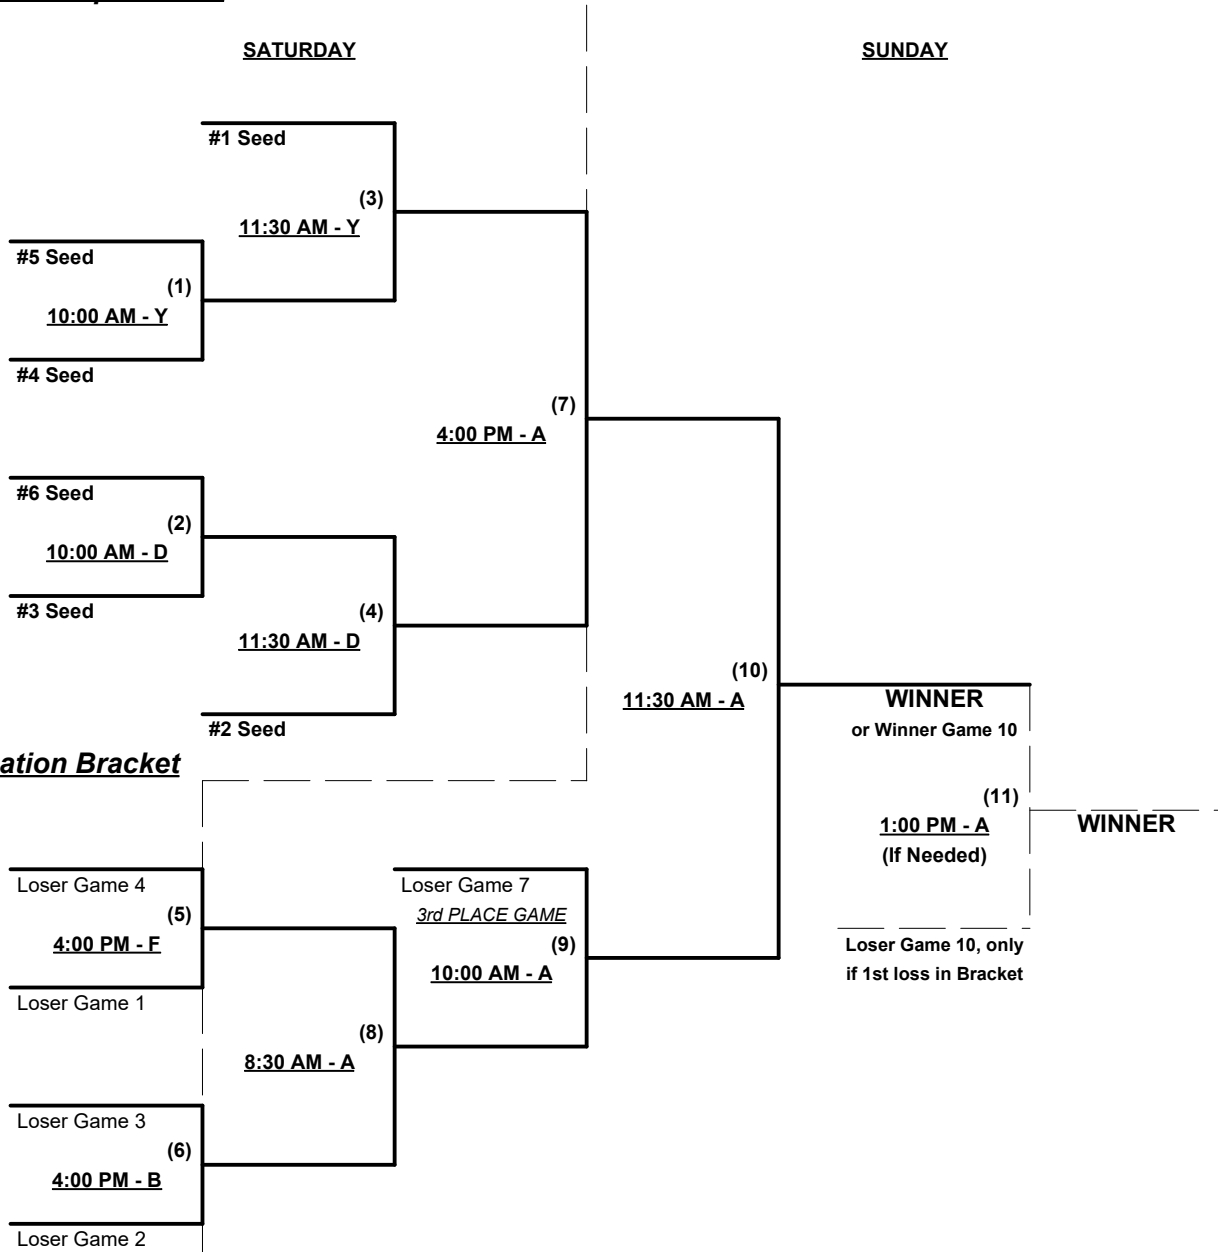 SATURDAY
SUNDAY
#1 Seed
(3)
11:30 AM - Y
#5 Seed
(1)
10:00 AM - Y
#4 Seed
(7)
4:00 PM - A
#6 Seed
(2)
10:00 AM - D
#3 Seed
(4)
11:30 AM - D
#2 Seed
(10)
11:30 AM - A
WINNER
or Winner Game 10
(11)
1:00 PM - A
(If Needed)
WINNER
Loser Game 10, only
if 1st loss in Bracket
ation Bracket
Loser Game 4
(5)
4:00 PM - F
Loser Game 1
Loser Game 7
3rd PLACE GAME
(9)
10:00 AM - A
(8)
8:30 AM - A
Loser Game 3
(6)
4:00 PM - B
Loser Game 2